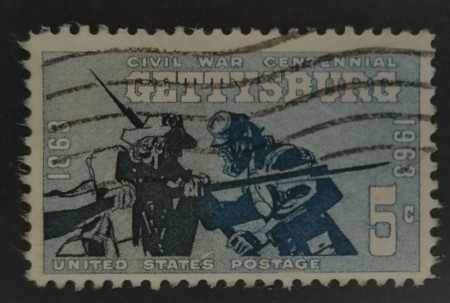 CIVIL WAR CENTENNIAL
GETTYSBURG
1863
1963
5c
UNITED STATES POSTAGE